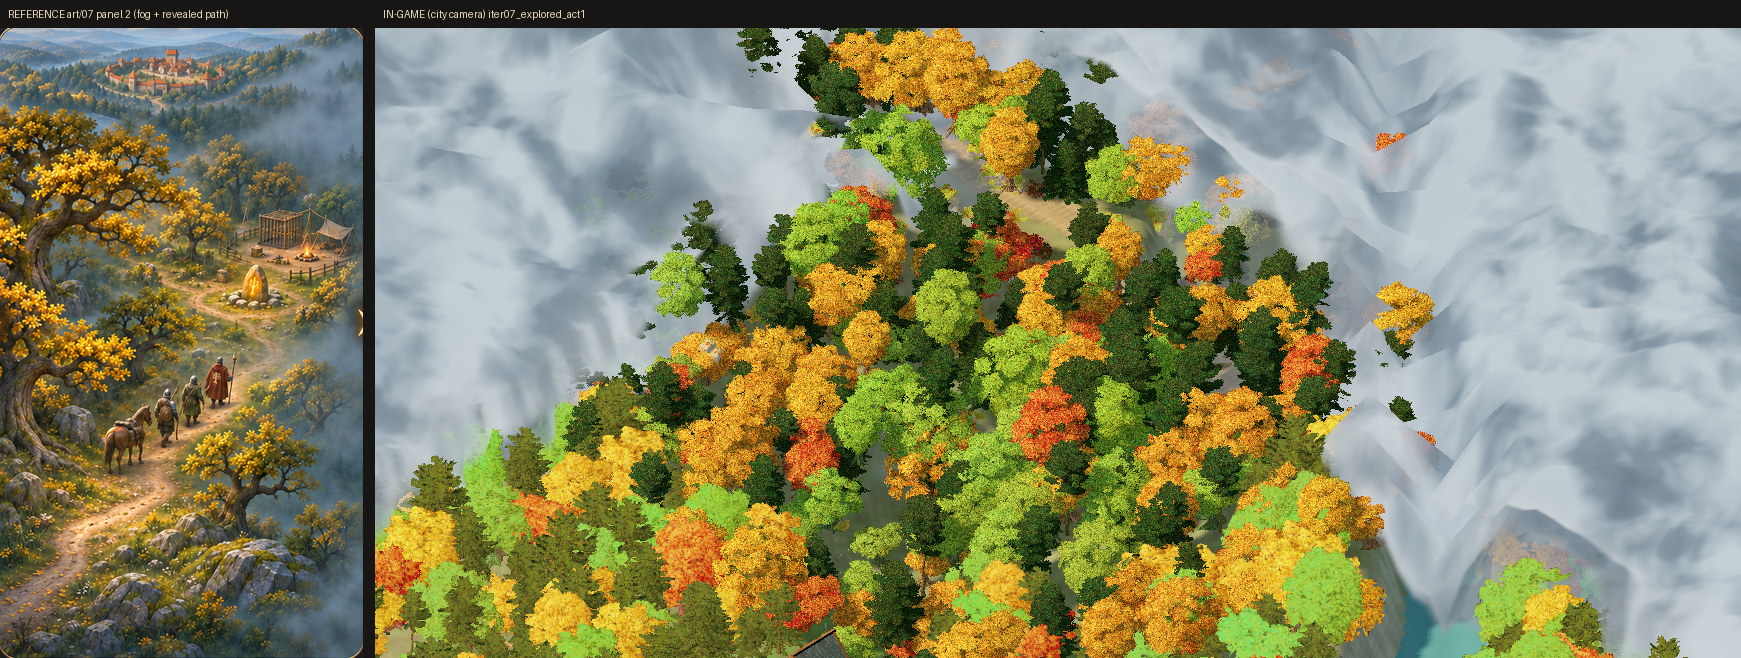 REFERENCE art/07 panel 2 (fog + revealed path)
IN-GAME (city camera) iter07_explored_act1